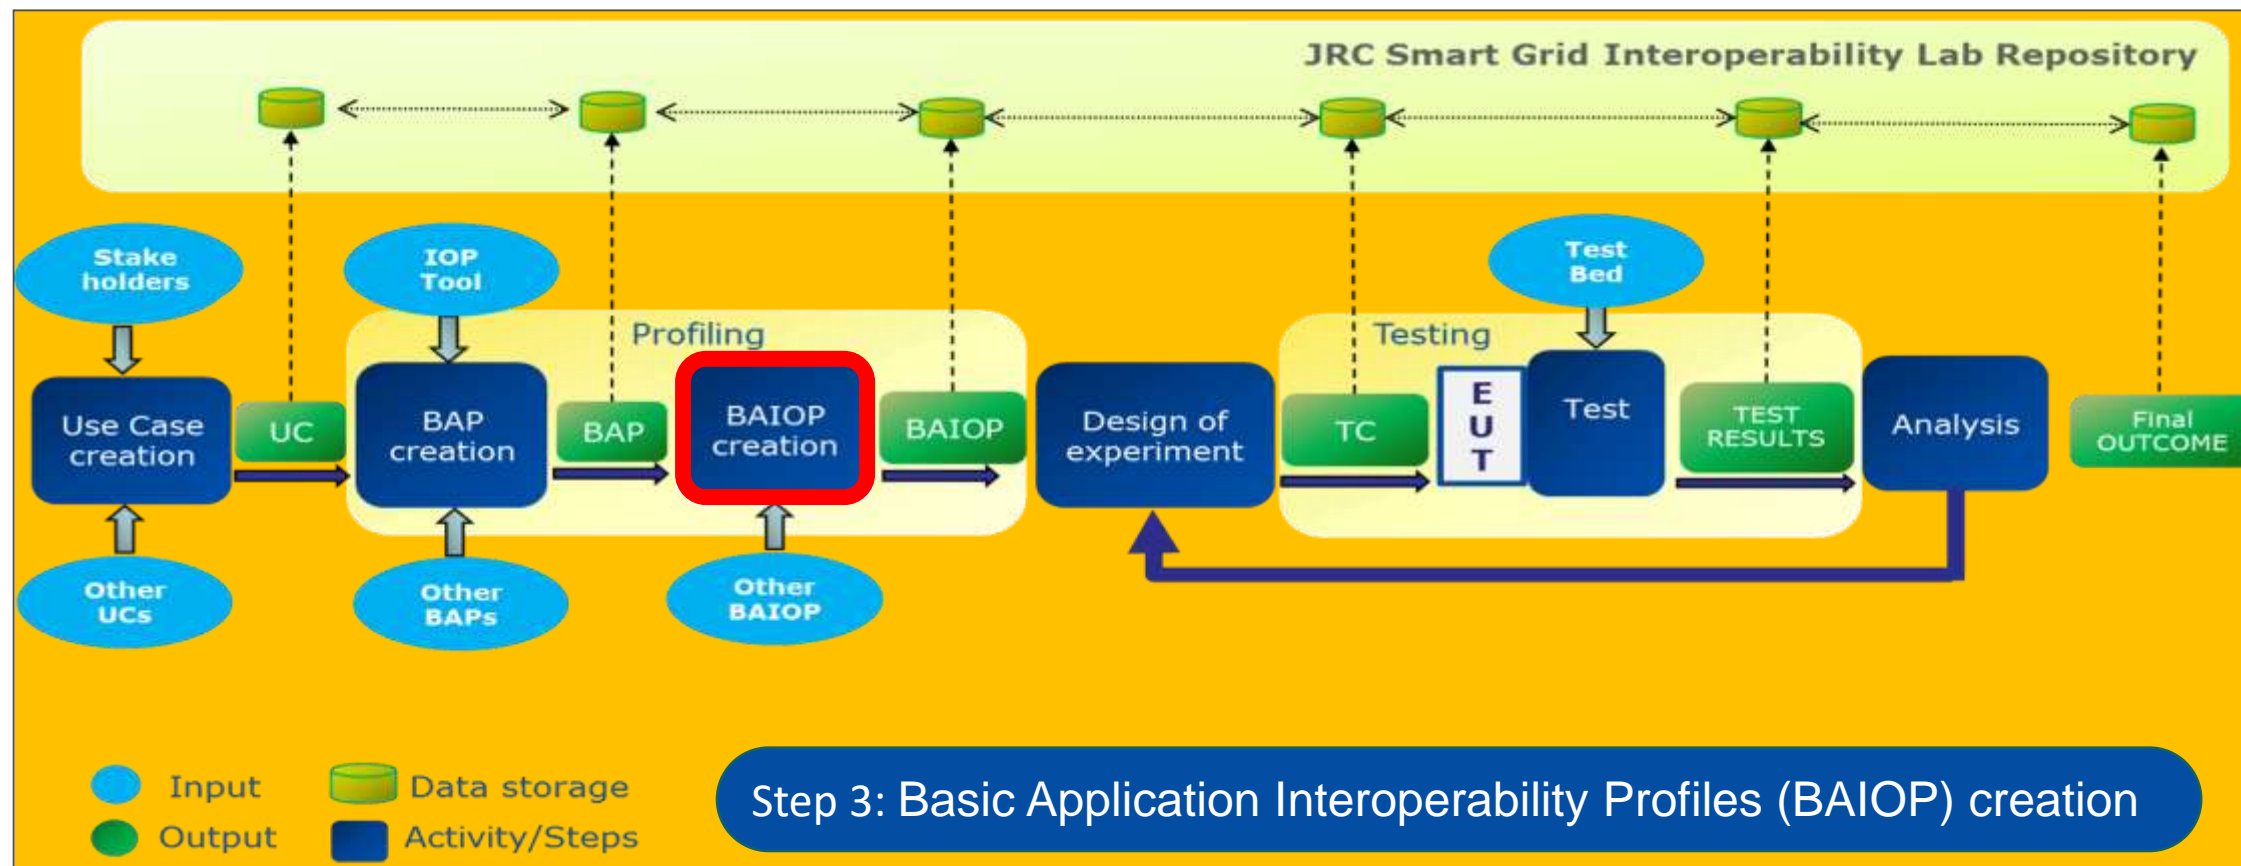 JRC Smart Grid Interoperability Lab Repository
Stake
holders
IOP
Tool
Test
Bed
Profiling
Testing
Use Case
creation
UC
BAP
creation
BAP
BAIOP
creation
BAIOP
Design of
experiment
TC
E
U
T
Test
TEST
RESULTS
Analysis
Final
OUTCOME
Other
UCs
Other
BAPs
Other
BAIOP
Input
Data storage
Output
Activity/Steps
Step 3: Basic Application Interoperability Profiles (BAIOP) creation